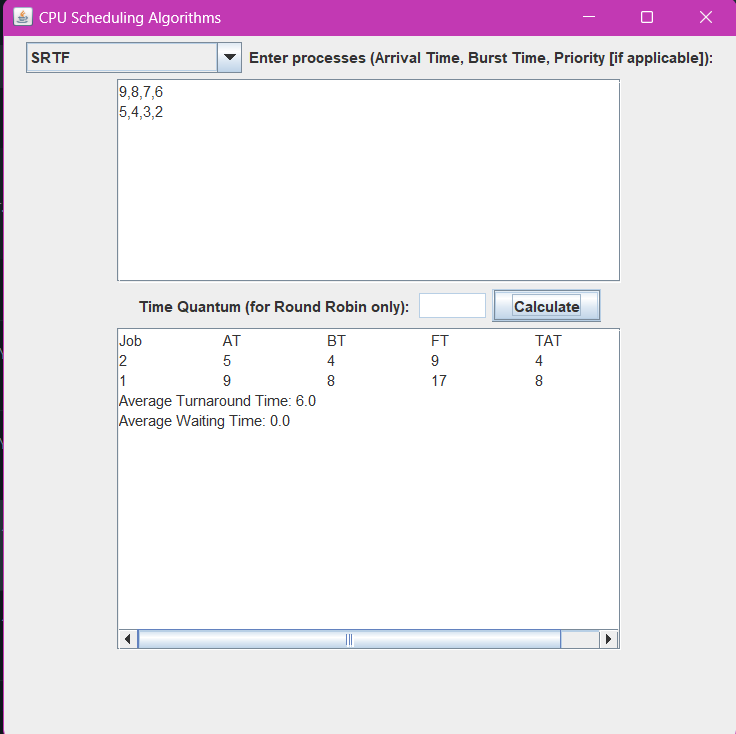 CPU Scheduling Algorithms
SRTF Enter processes (Arrival Time, Burst Time, Priority [if applicable]):
9,8,7,6
5,4,3,2
Time Quantum (for Round Robin only): Calculate
Job AT BT FT TAT
2 5 4 9 4
1 9 8 17 8
Average Turnaround Time: 6.0
Average Waiting Time: 0.0